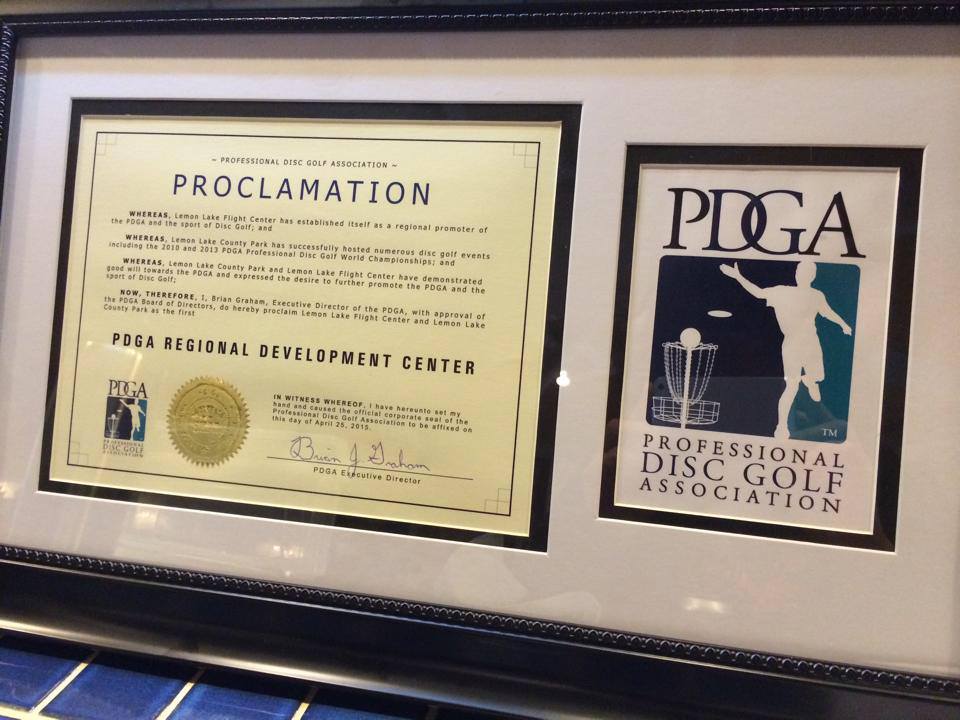 ~ PROFESSIONAL DISC GOLF ASSOCIATION ~
PROCLAMATION
WHEREAS, Lemon Lake Flight Center has established itself as a regional promoter of
the PDGA and the sport of Disc Golf; and
WHEREAS, Lemon Lake County Park has successfully hosted numerous disc golf events
including the 2010 and 2013 PDGA Professional Disc Golf World Championships; and
WHEREAS, Lemon Lake County Park and Lemon Lake Flight Center have demonstrated
good will towards the PDGA and expressed the desire to further promote the PDGA and the
sport of Disc Golf;
NOW, THEREFORE, I, Brian Graham, Executive Director of the PDGA, with approval of
the PDGA Board of Directors, do hereby proclaim Lemon Lake Flight Center and Lemon Lake
County Park as the first
PDGA REGIONAL DEVELOPMENT CENTER
IN WITNESS WHEREOF, I have hereunto set my
hand and caused the official corporate seal of the
Professional Disc Golf Association to be affixed on
this day of April 25, 2015.
Brian J Graham
PDGA Executive Director
PDGA
PROFESSIONAL
DISC GOLF
ASSOCIATION
PDGA
TM
PROFESSIONAL
DISC GOLF
ASSOCIATION